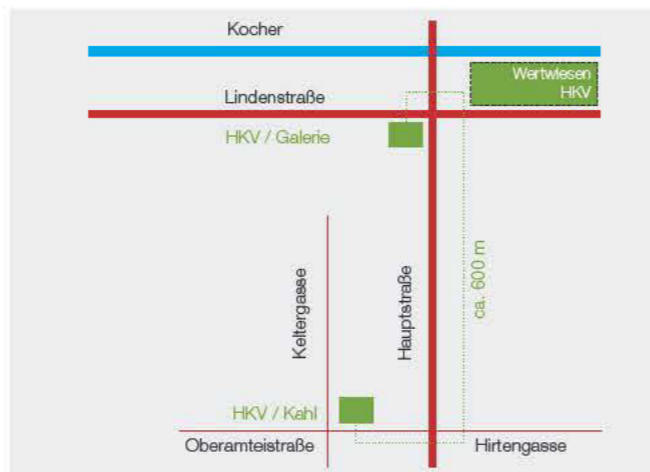 Kocher
Wertwiesen
HKV
Lindenstraße
HKV / Galerie
Keltergasse
Hauptstraße
ca. 600 m
HKV / Kahl
Oberamteistraße
Hirtengasse